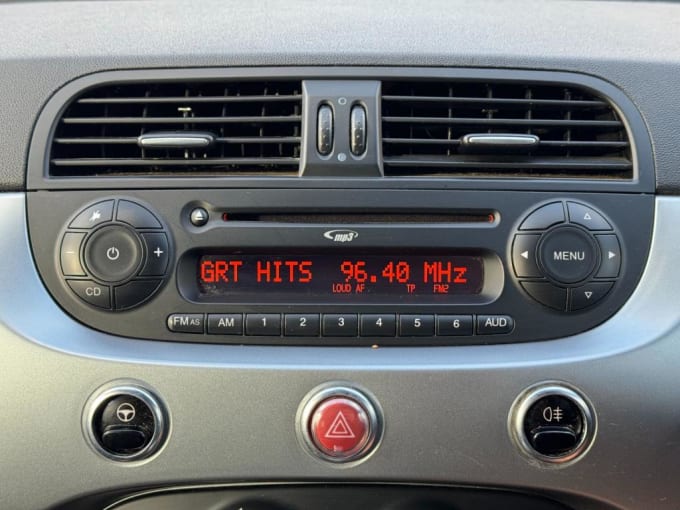 mp3
GRT HITS 96.40 MHz
LOUD AF TP FM2
CD
MENU
FM AS AM 1 2 3 4 5 6 AUD